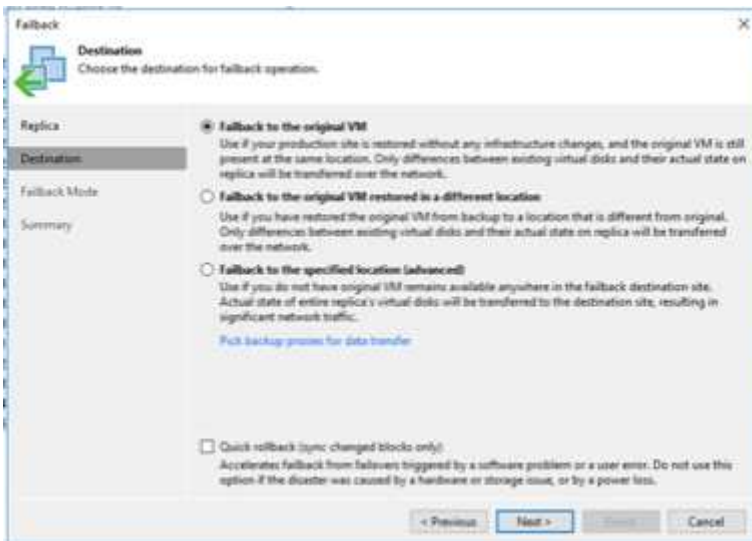 Failback
Destination
Choose the destination for failback operation.
Replica
Destination
Failback Mode
Summary
Failback to the original VM
Use if your production site is restored without any infrastructure changes, and the original VM is still
present at the same location. Only differences between existing virtual disks and their actual state on
replica will be transferred over the network.
Failback to the original VM restored in a different location
Use if you have restored the original VM from backup to a location that is different from original.
Only differences between existing virtual disks and their actual state on replica will be transferred
over the network.
Failback to the specified location (advanced)
Use if you do not have original VM remains available anywhere in the failback destination site.
Actual state of entire replica's virtual disks will be transferred to the destination site, resulting in
significant network traffic.
Pick backup proxies for data transfer
Quick rollback (sync changed blocks only)
Accelerates failback from failovers triggered by a software problem or a user error. Do not use this
option if the disaster was caused by a hardware or storage issue, or by a power loss.
< Previous
Next >
Cancel